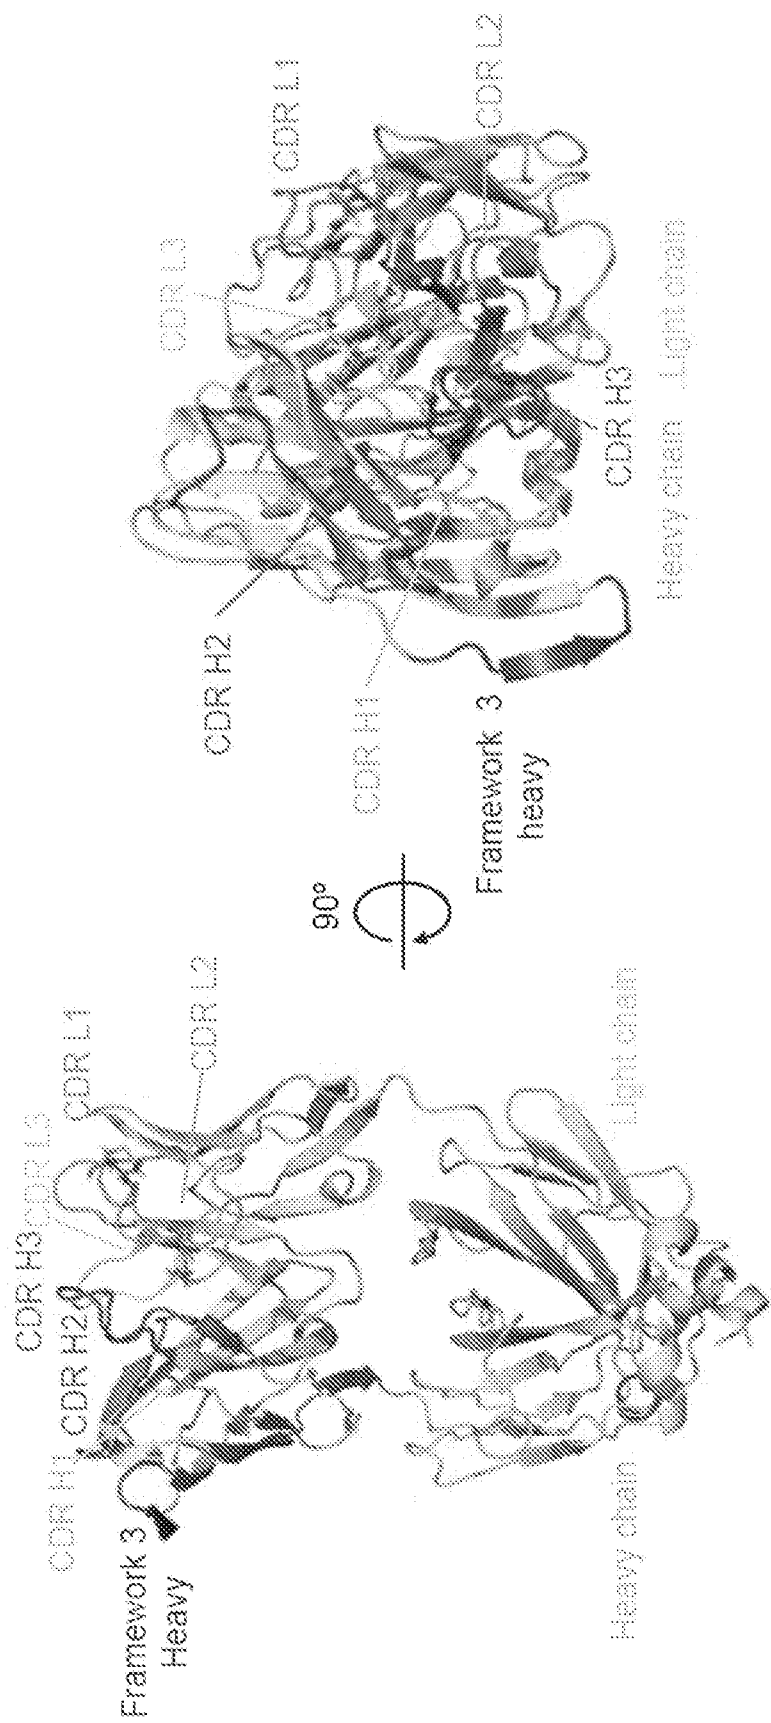 Framework 3
Heavy
CDR H1
CDR H2
CDR H3
CDR L3
CDR L1
CDR L2
Heavy chain
Light chain
90º
CDR H2
CDR H1
Framework 3
heavy
CDR L3
CDR L1
CDR L2
CDR H3
Heavy chain
Light chain